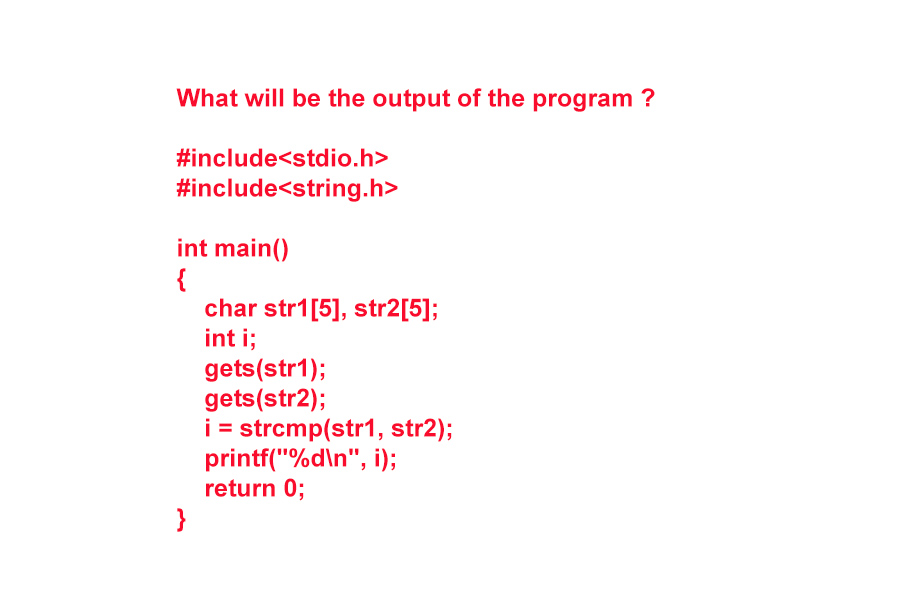 What will be the output of the program ?
#include<stdio.h>
#include<string.h>
int main()
{
char str1[5], str2[5];
int i;
gets(str1);
gets(str2);
i = strcmp(str1, str2);
printf("%d\n", i);
return 0;
}